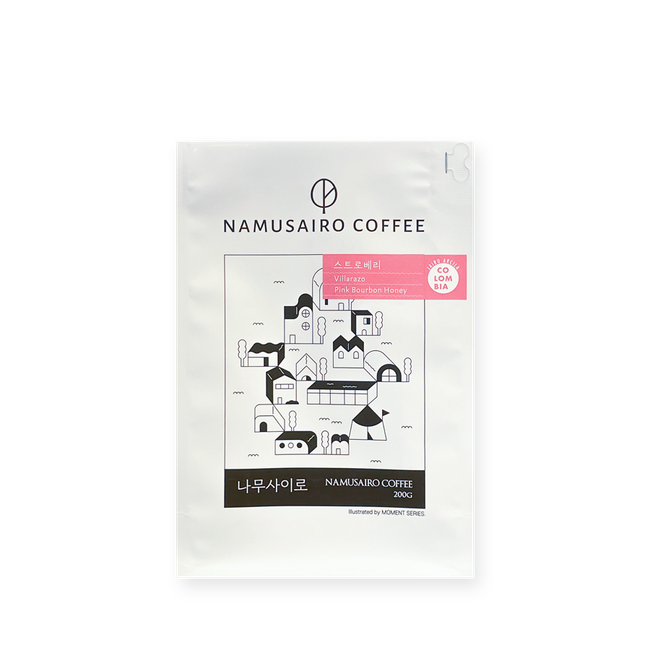 NAMUSAIRO COFFEE
스트로베리
Villarazo
Pink Bourbon Honey
CO
LOM
BIA
나무사이로
NAMUSAIRO COFFEE
200G
Illustrated by MOMENT SERIES.